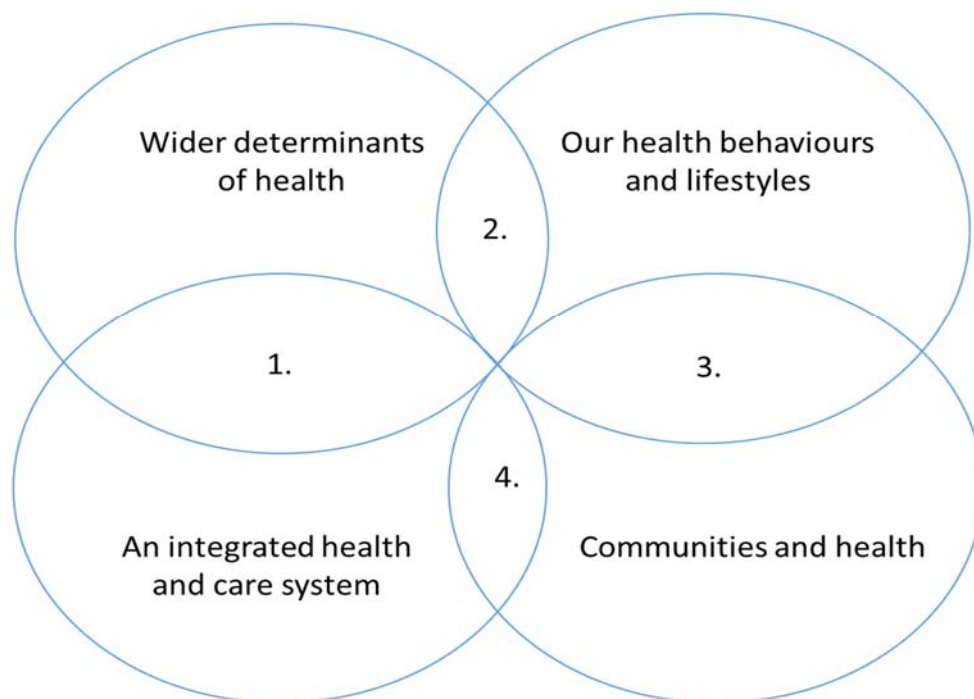 Wider determinants
of health
Our health behaviours
and lifestyles
2.
1.
3.
4.
An integrated health
and care system
Communities and health